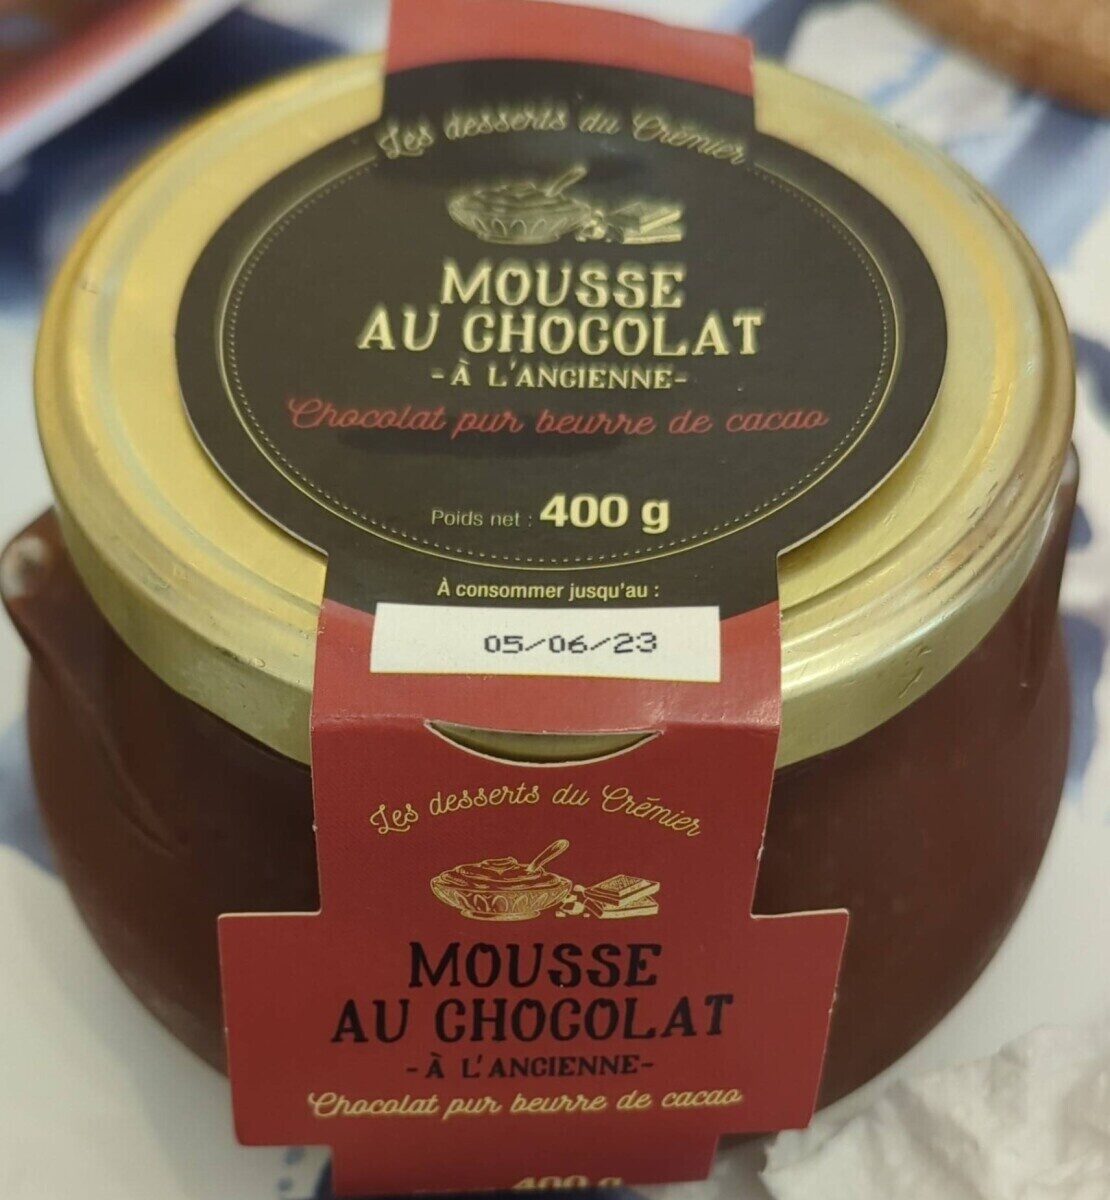 Les desserts du Crémier
MOUSSE
AU CHOCOLAT
- À L'ANCIENNE-
Chocolat pur beurre de cacao
Poids net : 400 g
À consommer jusqu'au :
05/06/23
Les desserts du Crémier
MOUSSE
AU CHOCOLAT
- À L'ANCIENNE-
Chocolat pur beurre de cacao
400 g